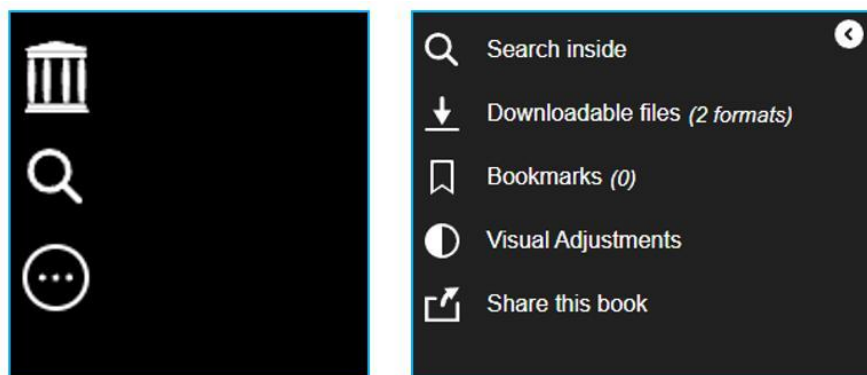 Search inside
Downloadable files (2 formats)
Bookmarks (0)
Visual Adjustments
Share this book